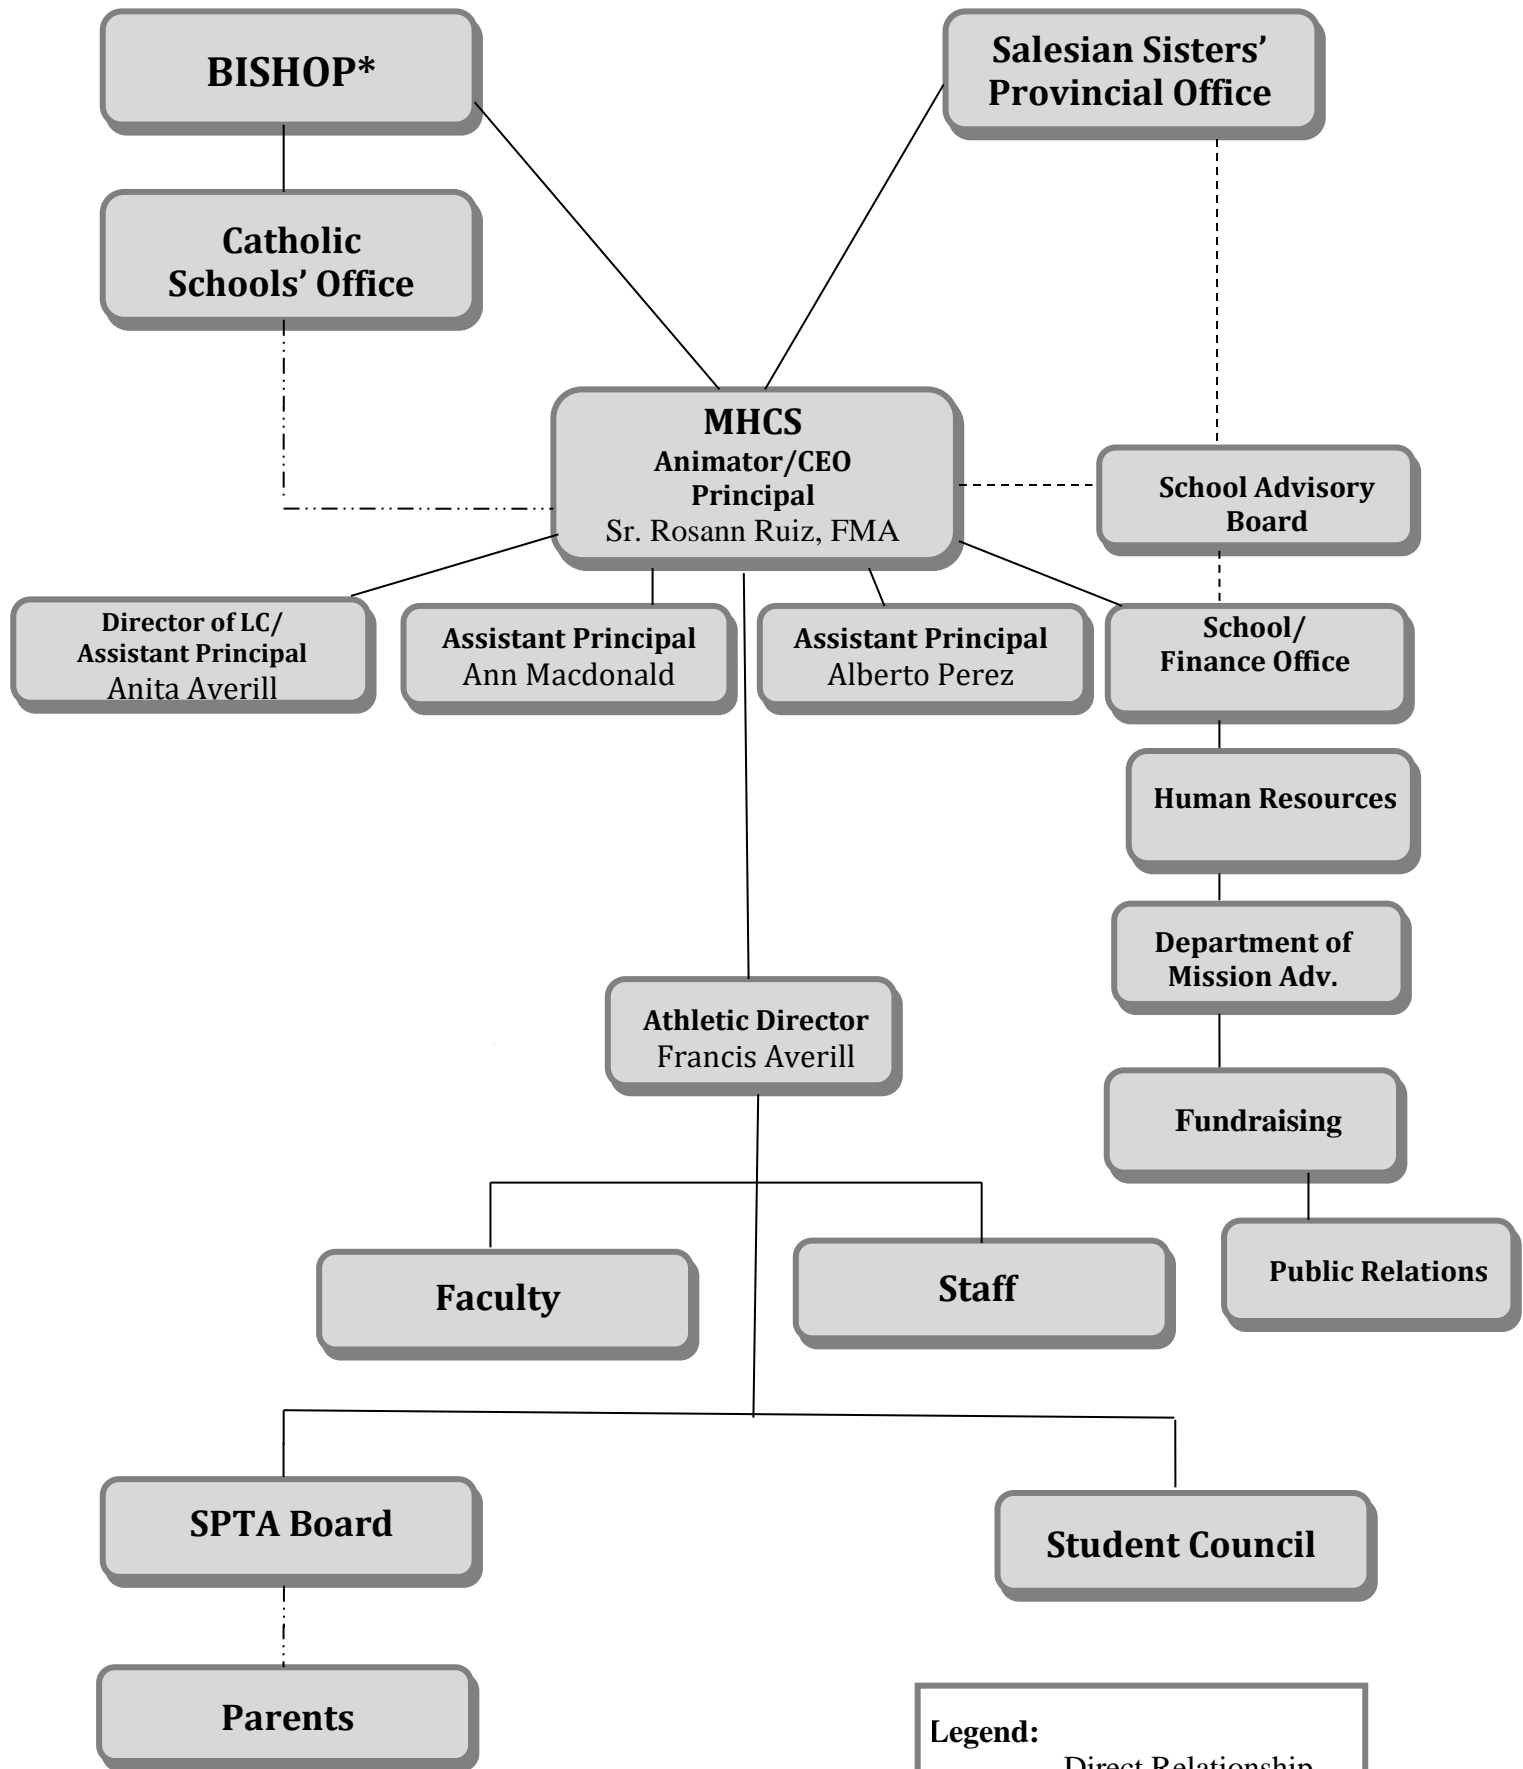 BISHOP*
Salesian Sisters’
Provincial Office
Catholic
Schools’ Office
MHCS
Animator/CEO
Principal
Sr. Rosann Ruiz, FMA
School Advisory
Board
Director of LC/
Assistant Principal
Anita Averill
Assistant Principal
Ann Macdonald
Assistant Principal
Alberto Perez
School/
Finance Office
Human Resources
Department of
Mission Adv.
Athletic Director
Francis Averill
Fundraising
Faculty
Staff
Public Relations
SPTA Board
Student Council
Parents
Legend:
Direct Relationship